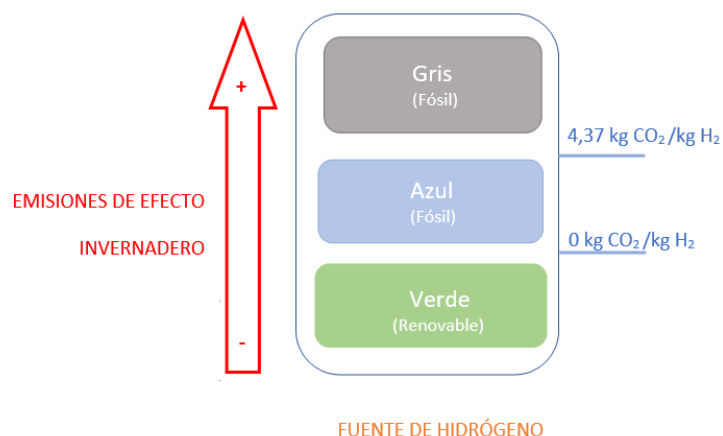 +
Gris
(Fósil)
4,37 kg CO₂/kg H₂
Azul
(Fósil)
EMISIONES DE EFECTO
INVERNADERO
0 kg CO₂/kg H₂
Verde
(Renovable)
-
FUENTE DE HIDRÓGENO